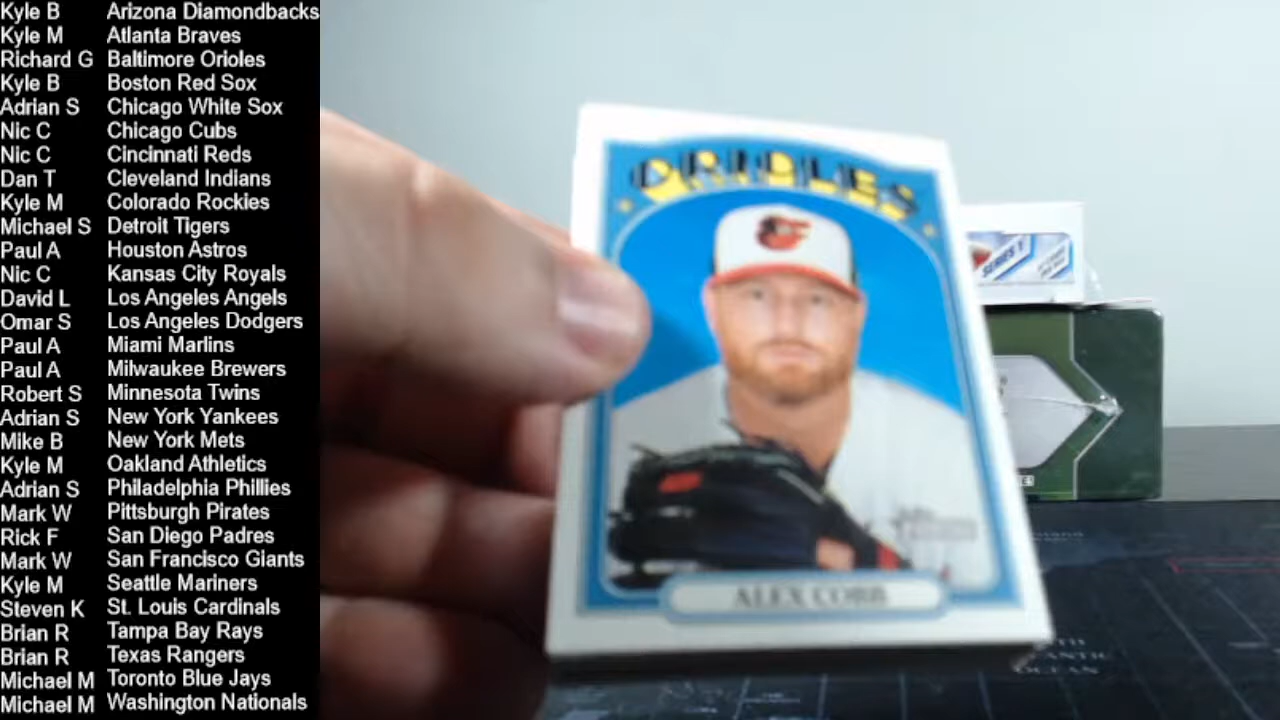 Kyle B Arizona Diamondbacks
Kyle M Atlanta Braves
Richard G Baltimore Orioles
Kyle B Boston Red Sox
Adrian S Chicago White Sox
Nic C Chicago Cubs
Nic C Cincinnati Reds
Dan T Cleveland Indians
Kyle M Colorado Rockies
Michael S Detroit Tigers
Paul A Houston Astros
Nic C Kansas City Royals
David L Los Angeles Angels
Omar S Los Angeles Dodgers
Paul A Miami Marlins
Paul A Milwaukee Brewers
Robert S Minnesota Twins
Adrian S New York Yankees
Mike B New York Mets
Kyle M Oakland Athletics
Adrian S Philadelphia Phillies
Mark W Pittsburgh Pirates
Rick F San Diego Padres
Mark W San Francisco Giants
Kyle M Seattle Mariners
Steven K St. Louis Cardinals
Brian R Tampa Bay Rays
Brian R Texas Rangers
Michael M Toronto Blue Jays
Michael M Washington Nationals
ORIOLES
ALEX COBB
SERIES 1
OCEAN